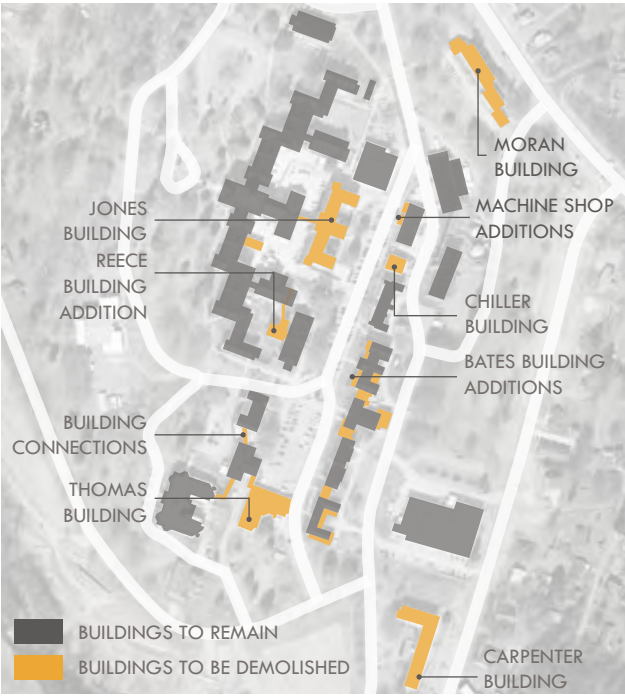 MORAN
BUILDING
JONES
BUILDING
MACHINE SHOP
ADDITIONS
REECE
BUILDING
ADDITION
CHILLER
BUILDING
BATES BUILDING
ADDITIONS
BUILDING
CONNECTIONS
THOMAS
BUILDING
BUILDINGS TO REMAIN
BUILDINGS TO BE DEMOLISHED
CARPENTER
BUILDING